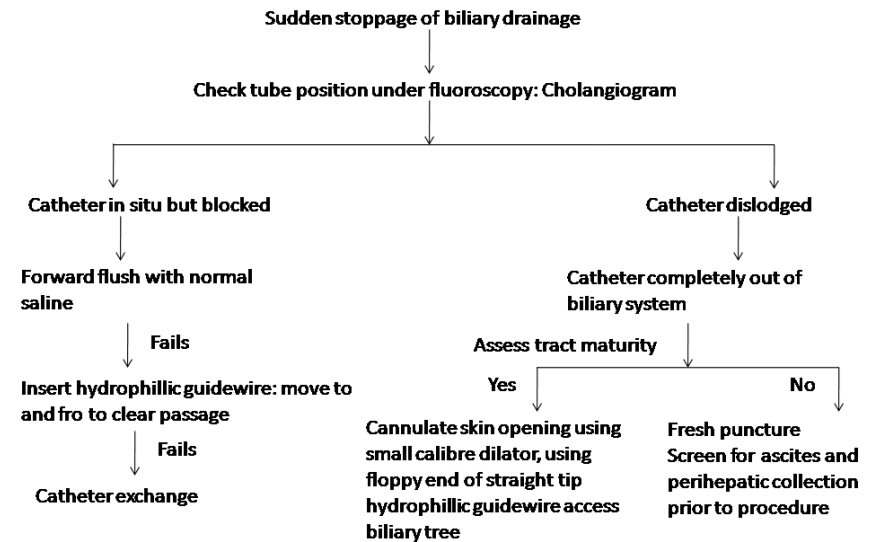 Sudden stoppage of biliary drainage
Check tube position under fluoroscopy: Cholangiogram
Catheter in situ but blocked
Catheter dislodged
Forward flush with normal
saline
Catheter completely out of
biliary system
Fails
Assess tract maturity
Insert hydrophillic guidewire: move to
and fro to clear passage
Yes
No
Fails
Catheter exchange
Cannulate skin opening using
small calibre dilator, using
floppy end of straight tip
hydrophillic guidewire access
biliary tree
Fresh puncture
Screen for ascites and
perihepatic collection
prior to procedure